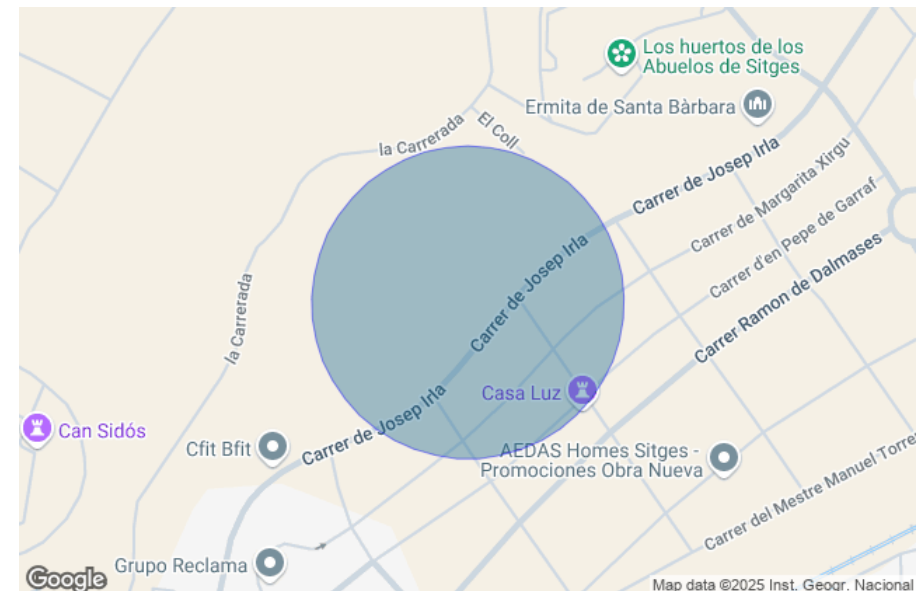 Los huertos de los
Abuelos de Sitges
Ermita de Santa Bàrbara
la Carrerada
El Coll
Carrer de Josep Irla
Carrer de Margarita Xirgu
Carrer d'en Pepe de Garraf
Carrer de Josep Irla
Carrer Ramon de Dalmases
la Carrerada
Casa Luz
Carrer de Josep Irla
Can Sidós
Cfit Bfit
AEDAS Homes Sitges -
Promociones Obra Nueva
Carrer del Mestre Manuel Torre
Grupo Reclama
Google
Map data ©2025 Inst. Geogr. Nacional